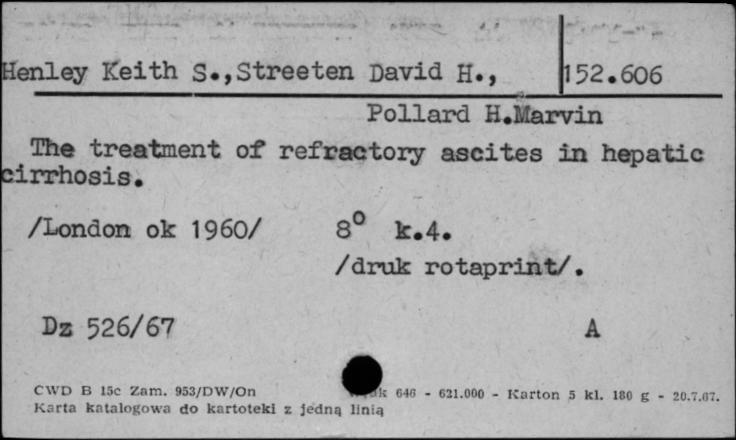 Henley Keith S.,Streeten David H.,
152.606
Pollard H.Marvin
The treatment of refractory ascites in hepatic
cirrhosis.
/London ok 1960/ 8° k.4.
/druk rotaprint/.
Dz 526/67 A
CWD B 15c Zam. 953/DW/On 646 - 621.000 - Karton 5 kl. 180 g - 20.7.67.
Karta katalogowa do kartoteki z jedną linią